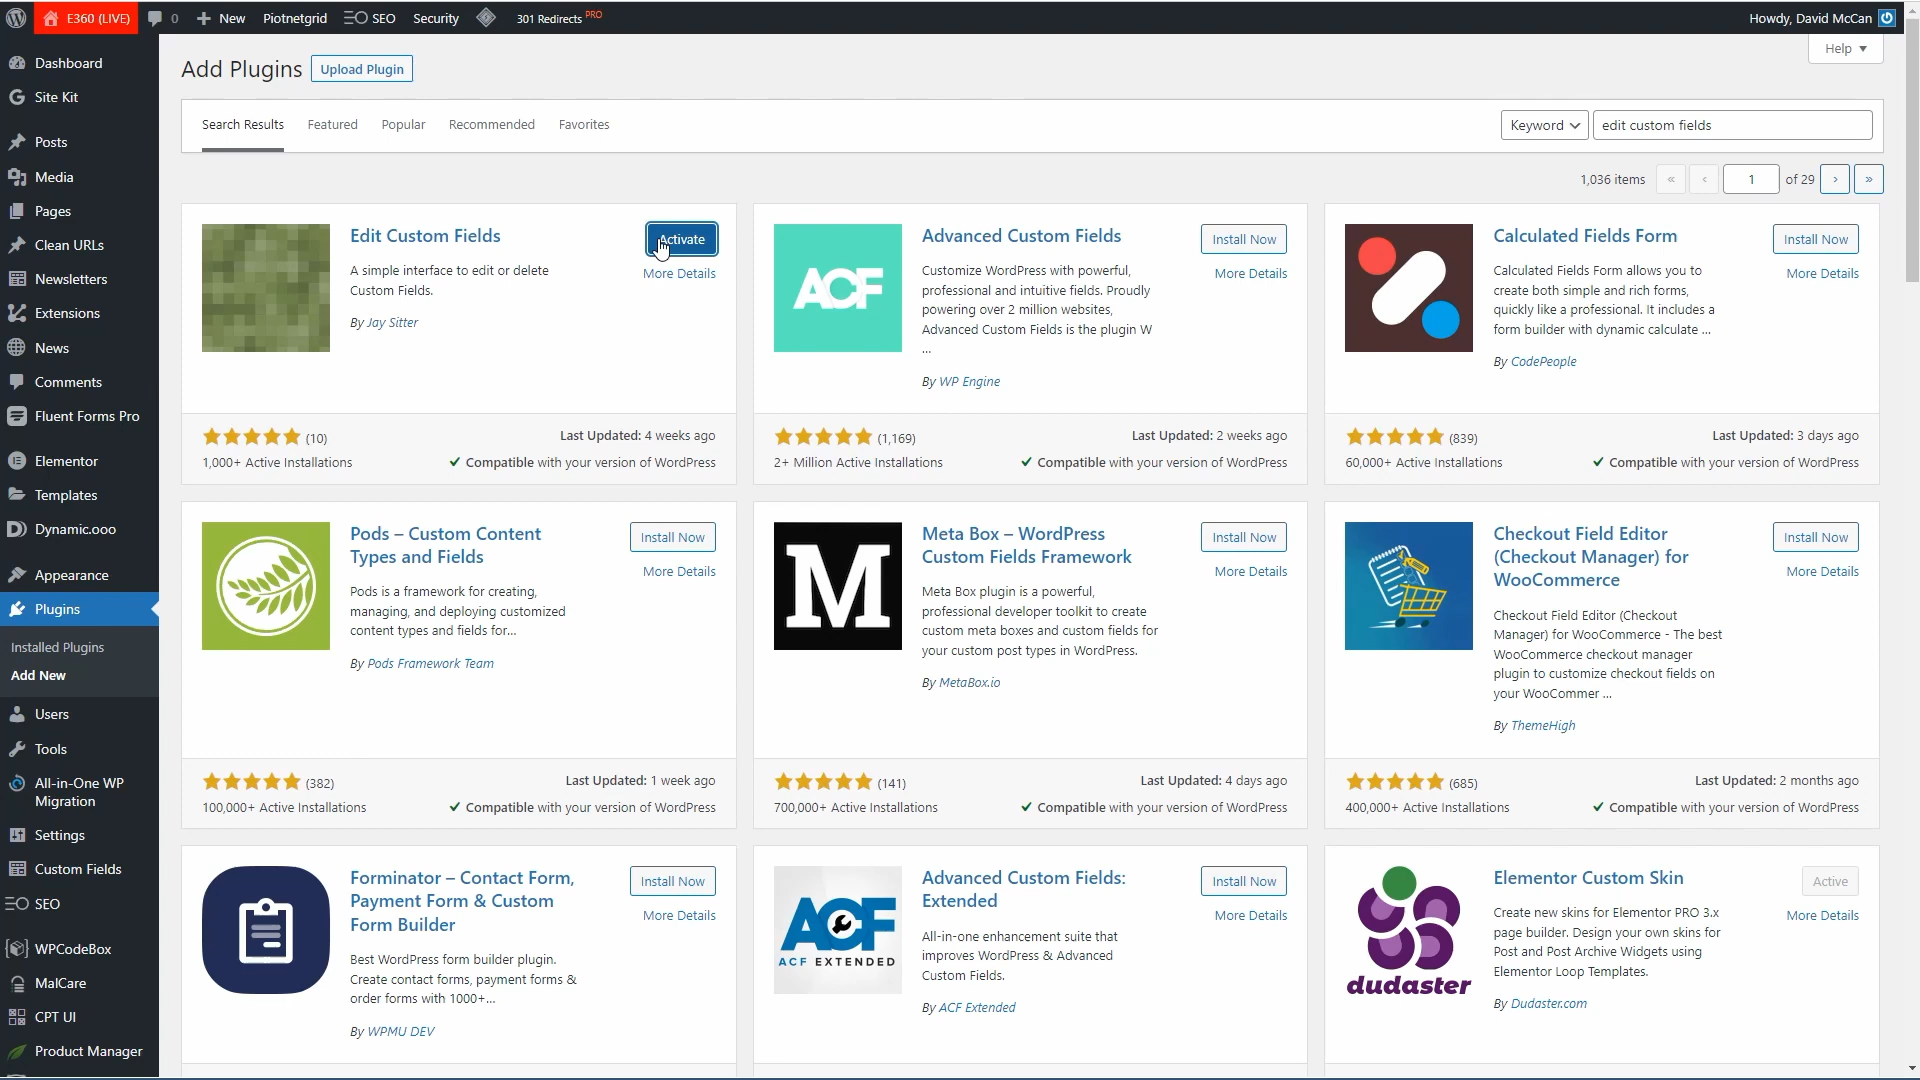 E360 (LIVE)
0
New
Piotnetgrid
SEO
Security
301 Redirects PRO
Howdy, David McCan
Help
Dashboard
Site Kit
Posts
Media
Pages
Clean URLs
Newsletters
Extensions
News
Comments
Fluent Forms Pro
Elementor
Templates
Dynamic.ooo
Appearance
Plugins
Installed Plugins
Add New
Users
Tools
All-in-One WP
Migration
Settings
Custom Fields
SEO
WPCodeBox
MalCare
CPT UI
Product Manager
Add Plugins
Upload Plugin
Search Results
Featured
Popular
Recommended
Favorites
Keyword
edit custom fields
1,036 items
«
‹
1
of 29
›
»
Edit Custom Fields
Activate
More Details
A simple interface to edit or delete
Custom Fields.
By Jay Sitter
(10)
Last Updated: 4 weeks ago
1,000+ Active Installations
Compatible with your version of WordPress
ACF
Advanced Custom Fields
Install Now
More Details
Customize WordPress with powerful,
professional and intuitive fields. Proudly
powering over 2 million websites,
Advanced Custom Fields is the plugin W
...
By WP Engine
(1,169)
Last Updated: 2 weeks ago
2+ Million Active Installations
Compatible with your version of WordPress
Calculated Fields Form
Install Now
More Details
Calculated Fields Form allows you to
create both simple and rich forms,
quickly like a professional. It includes a
form builder with dynamic calculate ...
By CodePeople
(839)
Last Updated: 3 days ago
60,000+ Active Installations
Compatible with your version of WordPress
Pods – Custom Content
Types and Fields
Install Now
More Details
Pods is a framework for creating,
managing, and deploying customized
content types and fields for...
By Pods Framework Team
(382)
Last Updated: 1 week ago
100,000+ Active Installations
Compatible with your version of WordPress
M
Meta Box – WordPress
Custom Fields Framework
Install Now
More Details
Meta Box plugin is a powerful,
professional developer toolkit to create
custom meta boxes and custom fields for
your custom post types in WordPress.
By MetaBox.io
(141)
Last Updated: 4 days ago
700,000+ Active Installations
Compatible with your version of WordPress
Checkout Field Editor
(Checkout Manager) for
WooCommerce
Install Now
More Details
Checkout Field Editor (Checkout
Manager) for WooCommerce - The best
WooCommerce checkout manager
plugin to customize checkout fields on
your WooCommer ...
By ThemeHigh
(685)
Last Updated: 2 months ago
400,000+ Active Installations
Compatible with your version of WordPress
Forminator – Contact Form,
Payment Form & Custom
Form Builder
Install Now
More Details
Best WordPress form builder plugin.
Create contact forms, payment forms &
order forms with 1000+...
By WPMU DEV
ACF
ACF EXTENDED
Advanced Custom Fields:
Extended
Install Now
More Details
All-in-one enhancement suite that
improves WordPress & Advanced
Custom Fields.
By ACF Extended
dudaster
Elementor Custom Skin
Active
More Details
Create new skins for Elementor PRO 3.x
page builder. Design your own skins for
Post and Post Archive Widgets using
Elementor Loop Templates.
By Dudaster.com